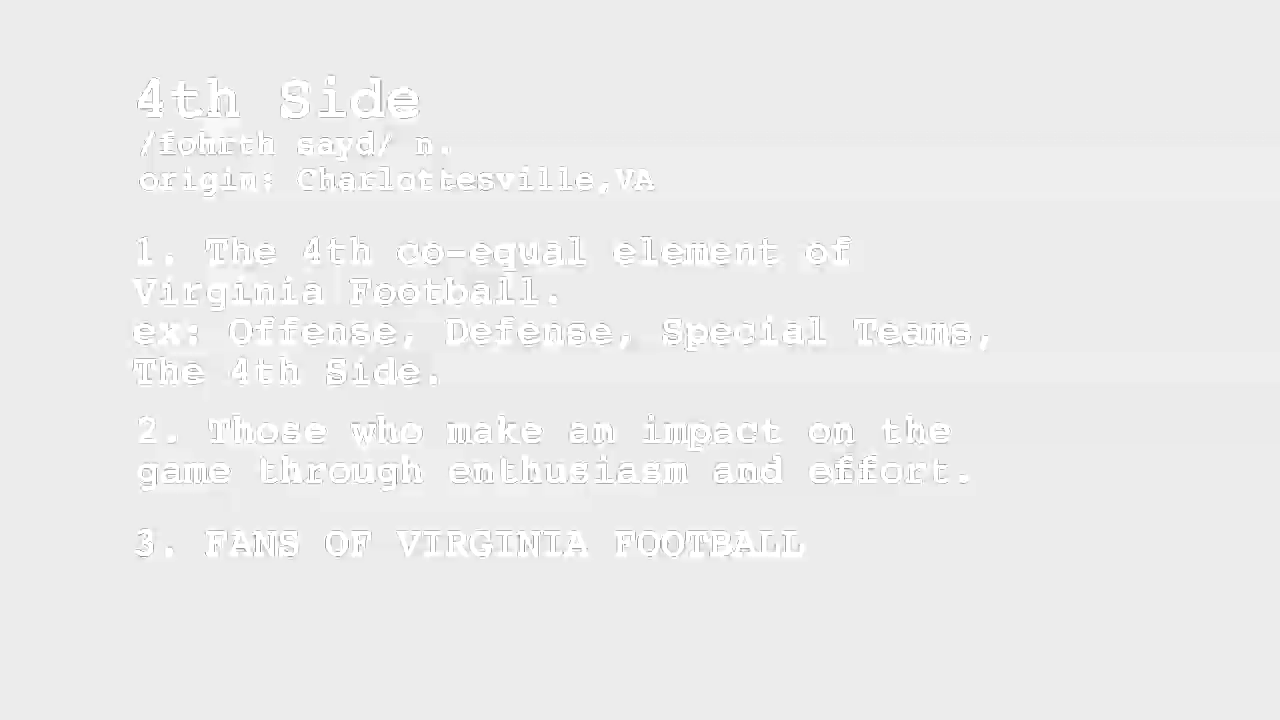 4th Side
/fohrth sayd/ n.
origin: Charlottesville,VA
1. The 4th co-equal element of
Virginia Football.
ex: Offense, Defense, Special Teams,
The 4th Side.
2. Those who make an impact on the
game through enthusiasm and effort.
3. FANS OF VIRGINIA FOOTBALL